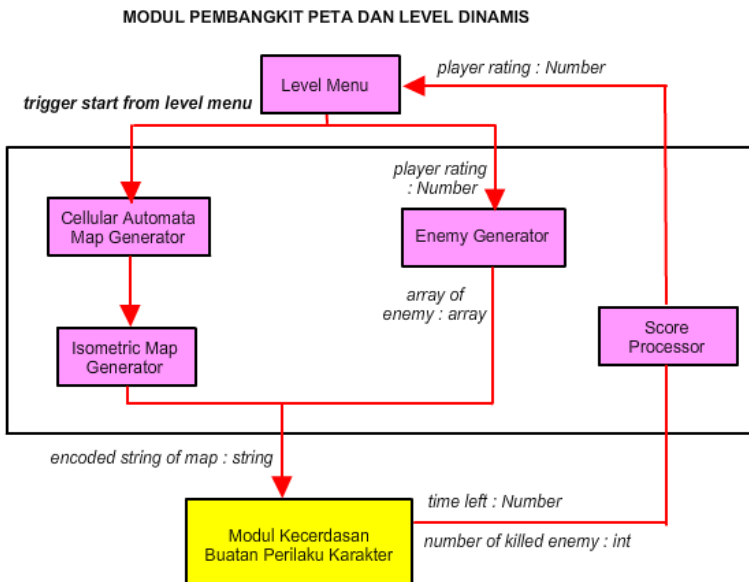 MODUL PEMBANGKIT PETA DAN LEVEL DINAMIS
player rating : Number
Level Menu
trigger start from level menu
player rating
: Number
Cellular Automata
Map Generator
Enemy Generator
array of
enemy : array
Isometric Map
Generator
Score
Processor
encoded string of map : string
time left : Number
Modul Kecerdasan
Buatan Perilaku Karakter
number of killed enemy : int